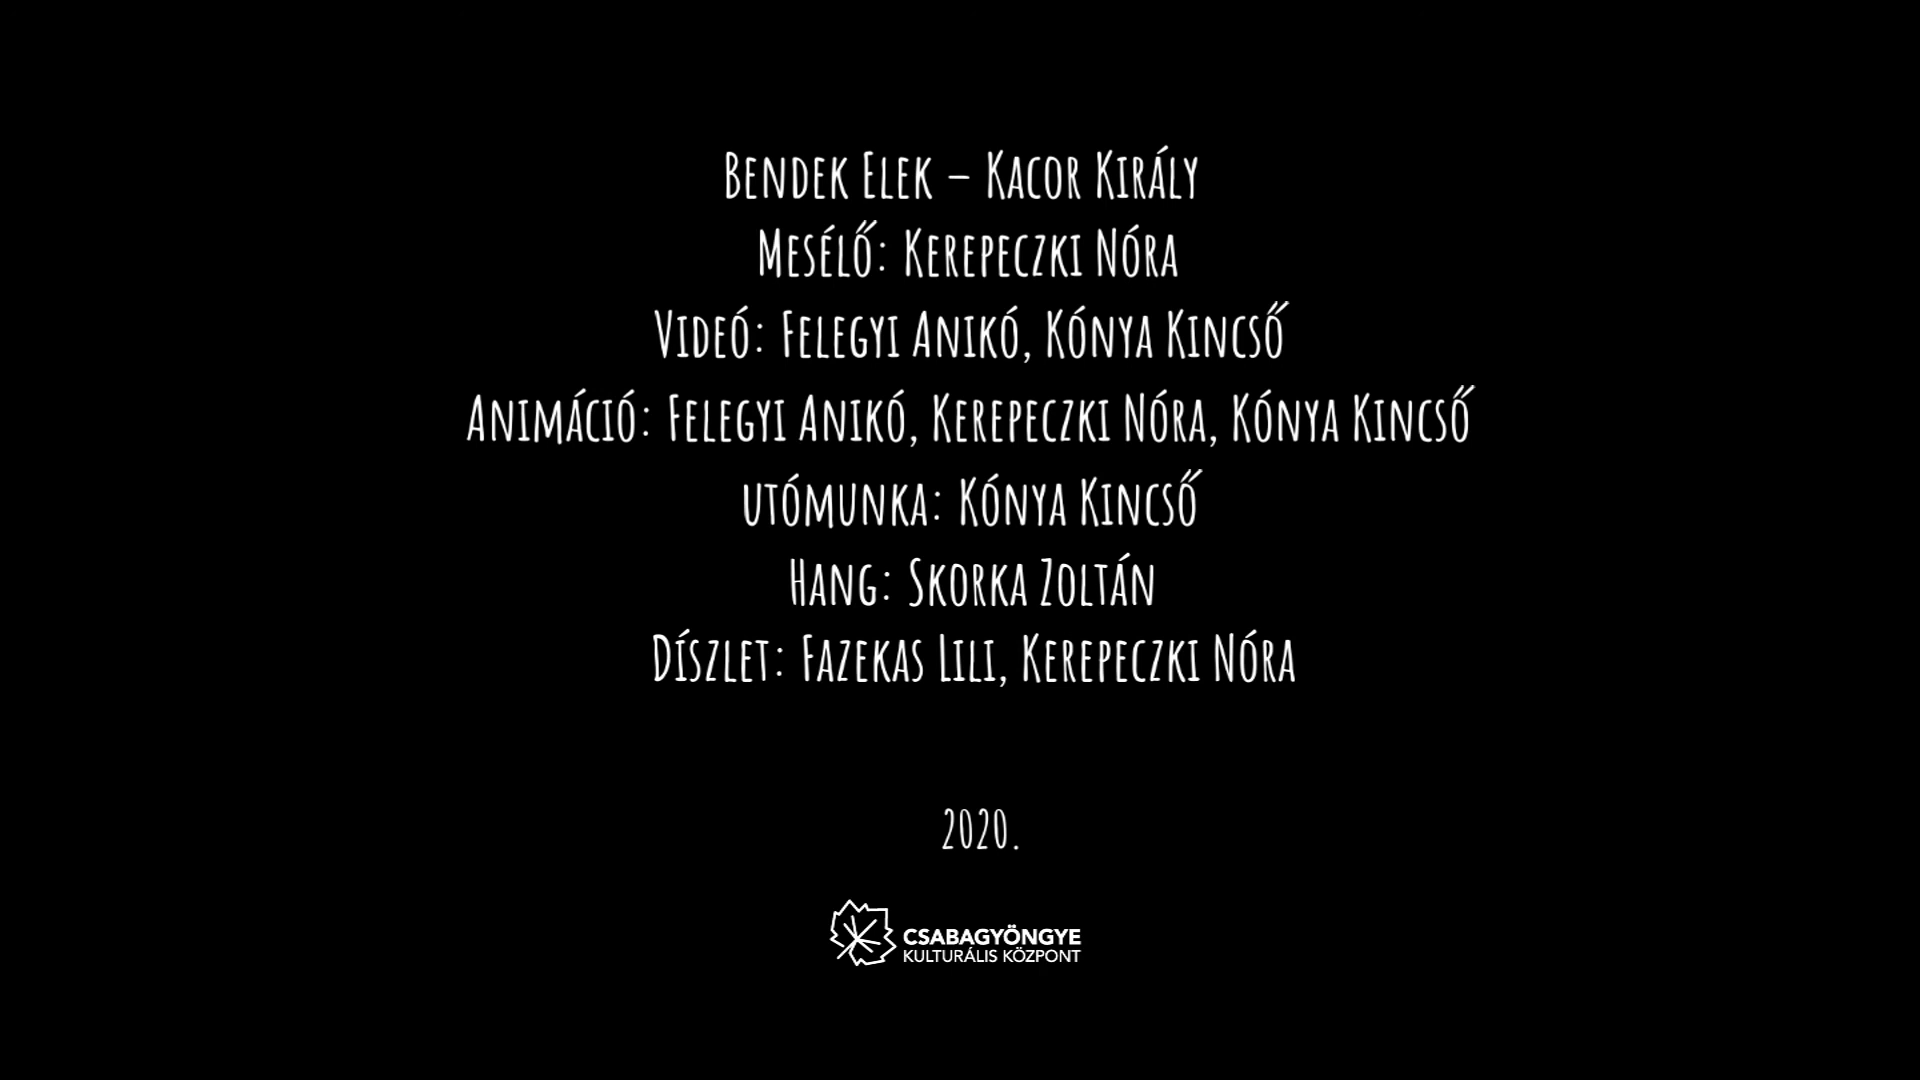 Bendek Elek – Kacor Király
Mesélő: Kerepeczki Nóra
Videó: Felegyi Anikó, Kónya Kincső
Animáció: Felegyi Anikó, Kerepeczki Nóra, Kónya Kincső
utómunka: Kónya Kincső
Hang: Skorka Zoltán
Díszlet: Fazekas Lili, Kerepeczki Nóra
2020.
CSABAGYÖNGYE
KULTURÁLIS KÖZPONT